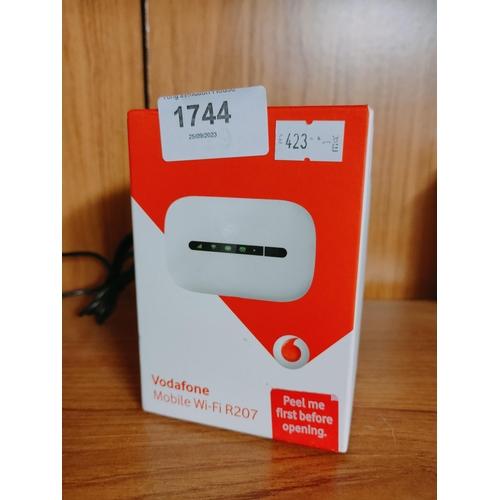 1744
25/09/2023
423
Vodafone
Mobile Wi-Fi R207
Peel me
first before
opening.